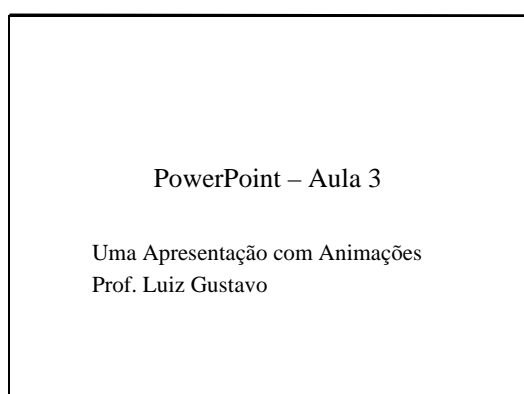 PowerPoint – Aula 3
Uma Apresentação com Animações
Prof. Luiz Gustavo